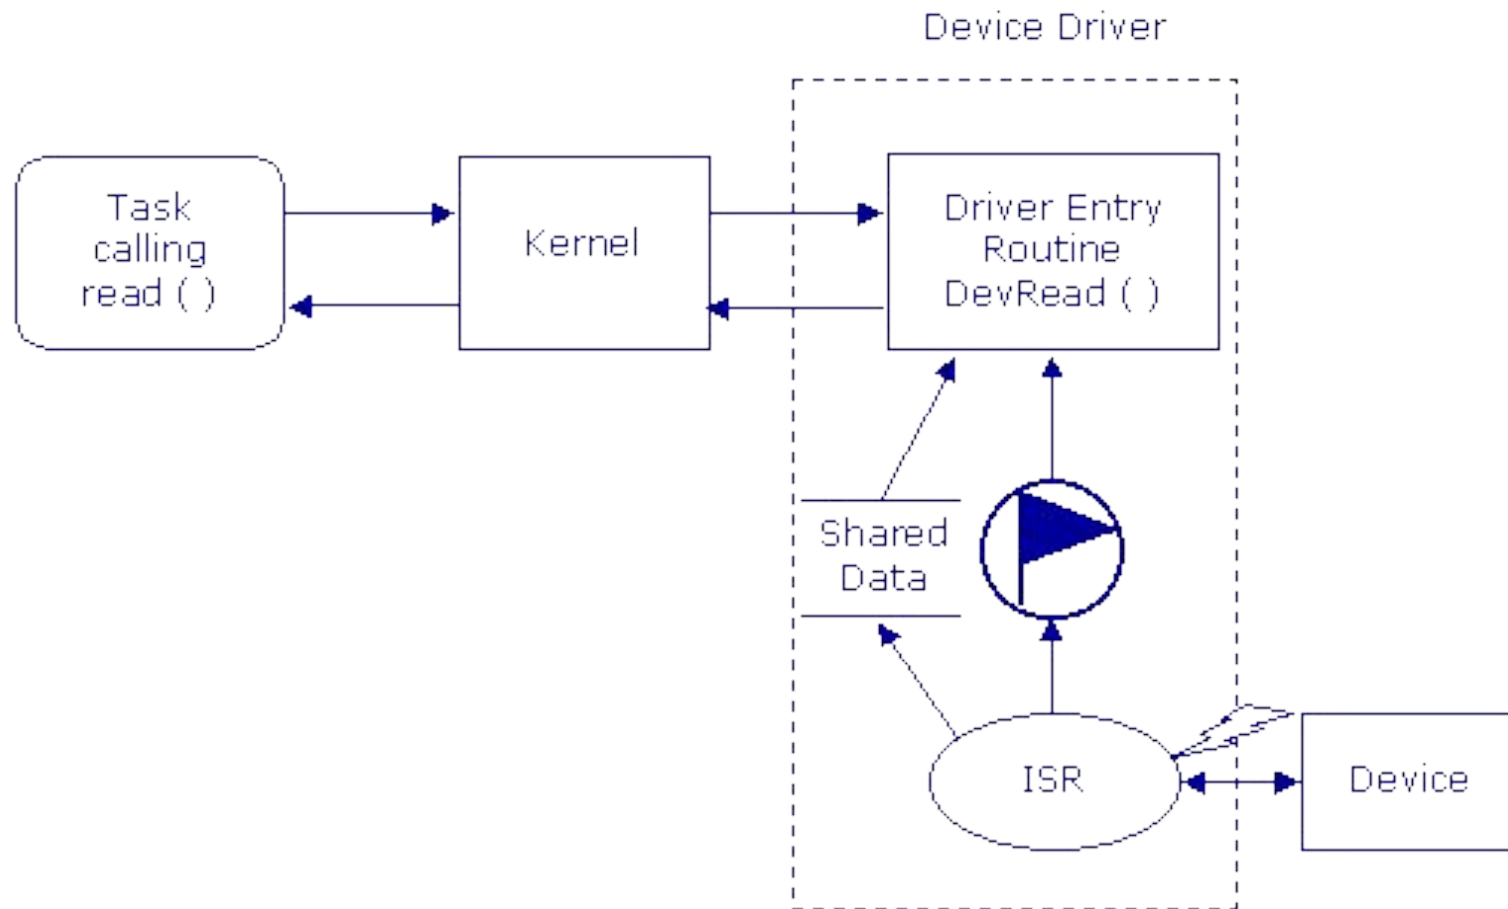 Device Driver
Task
calling
read ( )
Kernel
Driver Entry
Routine
DevRead ( )
Shared
Data
ISR
Device